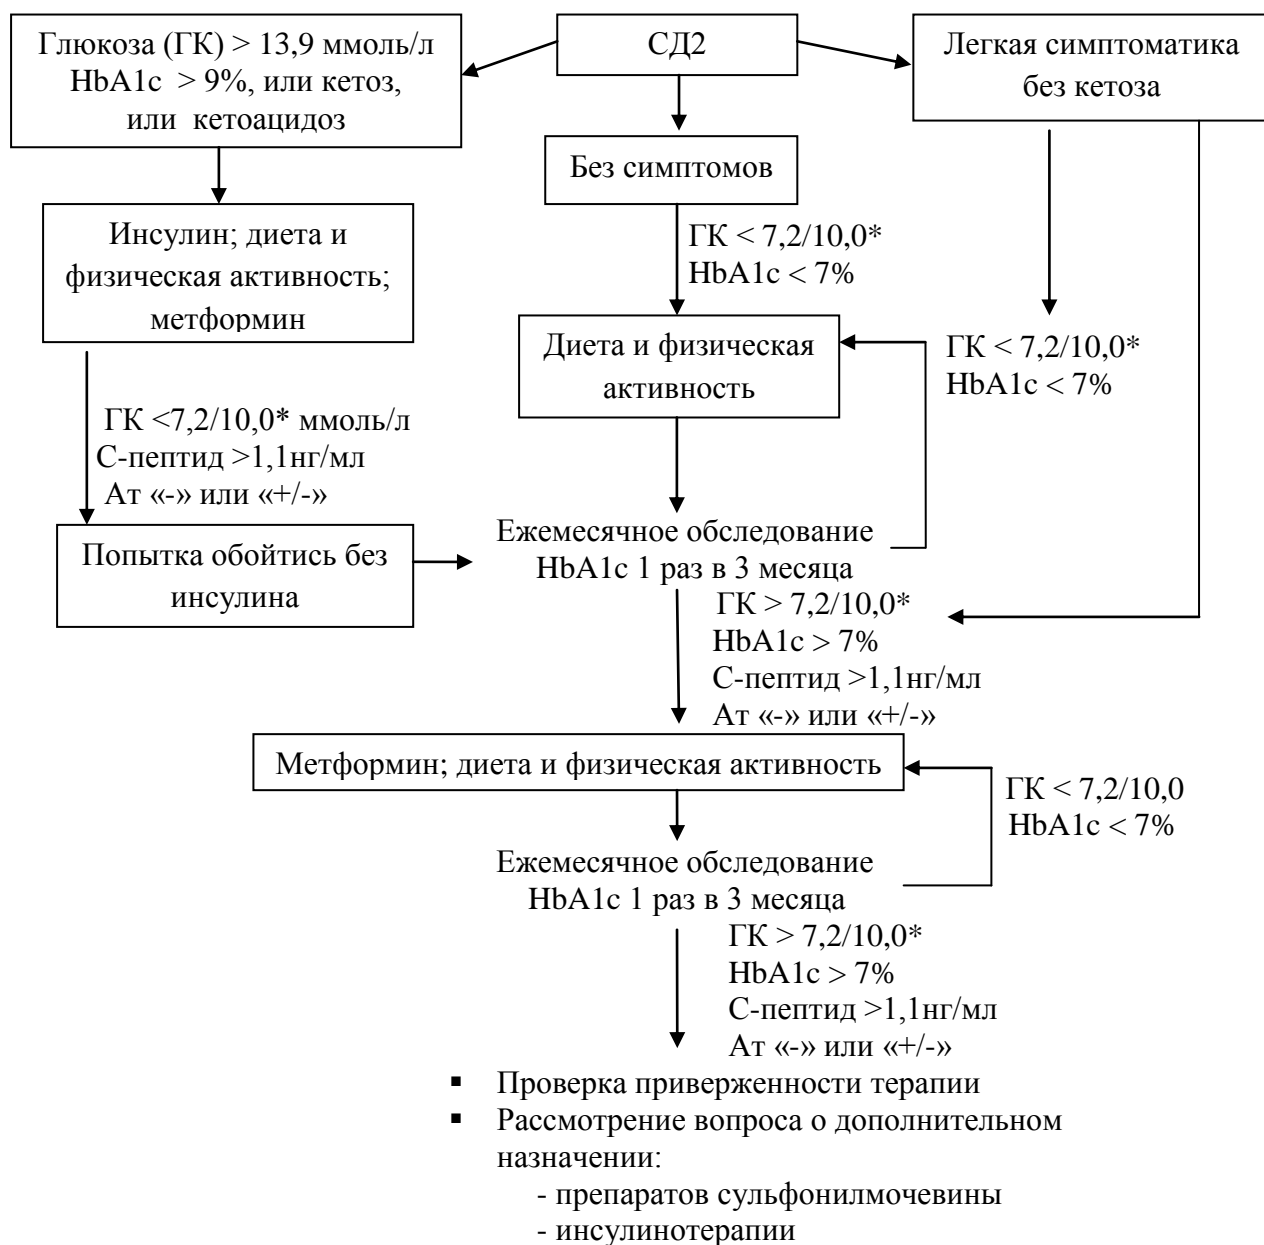 Глюкоза (ГК) > 13,9 ммоль/л
HbA1c > 9%, или кетоз,
или кетоацидоз
СД2
Легкая симптоматика
без кетоза
Без симптомов
Инсулин; диета и
физическая активность;
метформин
ГК < 7,2/10,0*
HbA1c < 7%
Диета и физическая
активность
ГК < 7,2/10,0*
HbA1c < 7%
ГК <7,2/10,0* ммоль/л
С-пептид >1,1нг/мл
Ат «-» или «+/-»
Попытка обойтись без
инсулина
Ежемесячное обследование
HbA1c 1 раз в 3 месяца
ГК > 7,2/10,0*
HbA1c > 7%
С-пептид >1,1нг/мл
Ат «-» или «+/-»
Метформин; диета и физическая активность
ГК < 7,2/10,0
HbA1c < 7%
Ежемесячное обследование
HbA1c 1 раз в 3 месяца
ГК > 7,2/10,0*
HbA1c > 7%
С-пептид >1,1нг/мл
Ат «-» или «+/-»
▪ Проверка приверженности терапии
▪ Рассмотрение вопроса о дополнительном
назначении:
- препаратов сульфонилмочевины
- инсулинотерапии